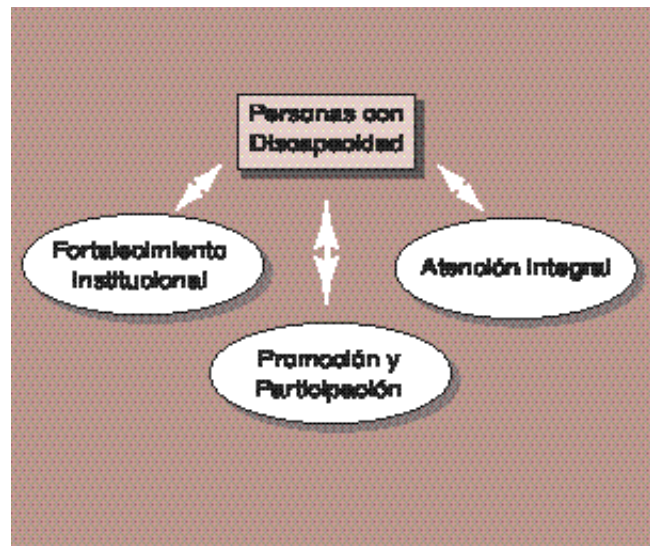 Personas con
Discapacidad
Fortalecimiento
Institucional
Atención Integral
Promoción y
Participación